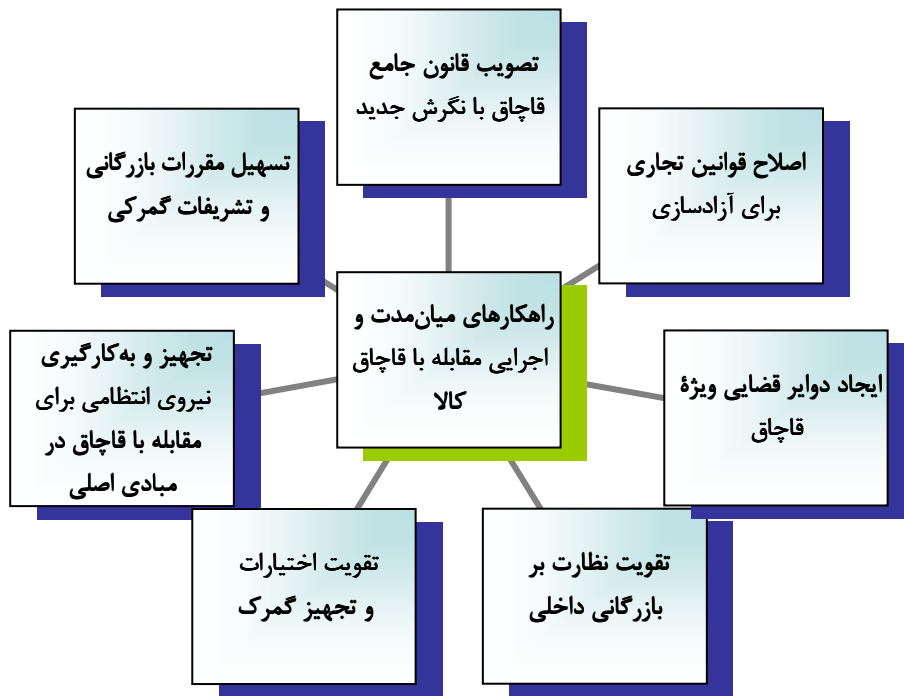 تصویب قانون جامع
قاچاق با نگرش جدید
اصلاح قوانین تجاری
برای آزادسازی
تسهیل مقررات بازرگانی
و تشریفات گمرکی
راهکارهای میان‌مدت و
اجرایی مقابله با قاچاق
کالا
ایجاد دوایر قضایی ویژۀ
قاچاق
تجهیز و به‌کارگیری
نیروی انتظامی برای
مقابله با قاچاق در
مبادی اصلی
تقویت نظارت بر
بازرگانی داخلی
تقویت اختیارات
و تجهیز گمرک